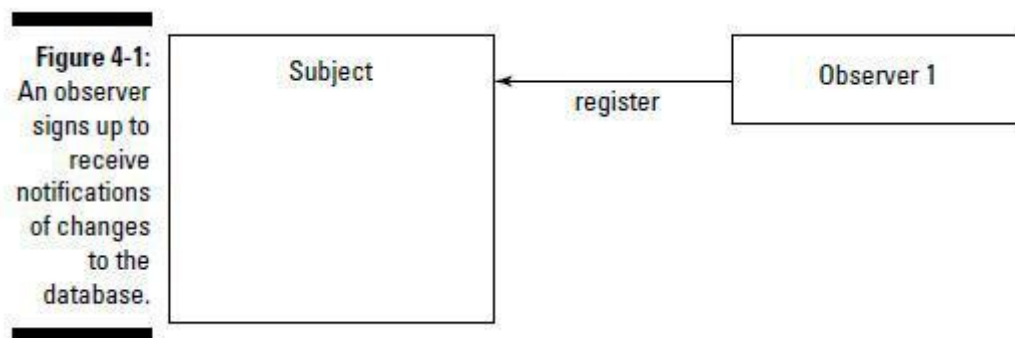 Figure 4-1:
An observer
signs up to
receive
notifications
of changes
to the
database.
Subject
register
Observer 1